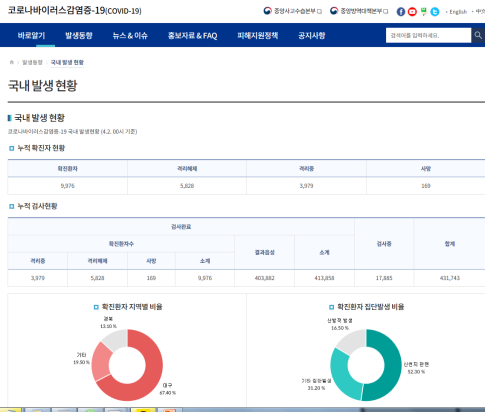 코로나바이러스감염증-19(COVID-19)
중앙사고수습본부
중앙방역대책본부
English
바로알기 발생동향 뉴스 & 이슈 홍보자료 & FAQ 피해지원정책 공지사항
검색어를 입력하세요.
발생동향 국내 발생 현황
국내 발생 현황
국내 발생 현황
코로나바이러스감염증-19 국내 발생현황 (4.2. 00시 기준)
누적 확진자 현황
확진환자 격리해제 격리중 사망
9,976 5,828 3,979 169
누적 검사현황
검사완료 검사중 합계
확진환자수 결과음성 소계
격리중 격리해제 사망 소계
3,979 5,828 169 9,976 403,882 413,858 17,885 431,743
확진환자 지역별 비율
경북
13.10 %
기타
19.50 %
대구
67.40 %
확진환자 집단발생 비율
산발적 발생
16.50 %
신천지 관련
52.30 %
기타 집단발생
31.20 %